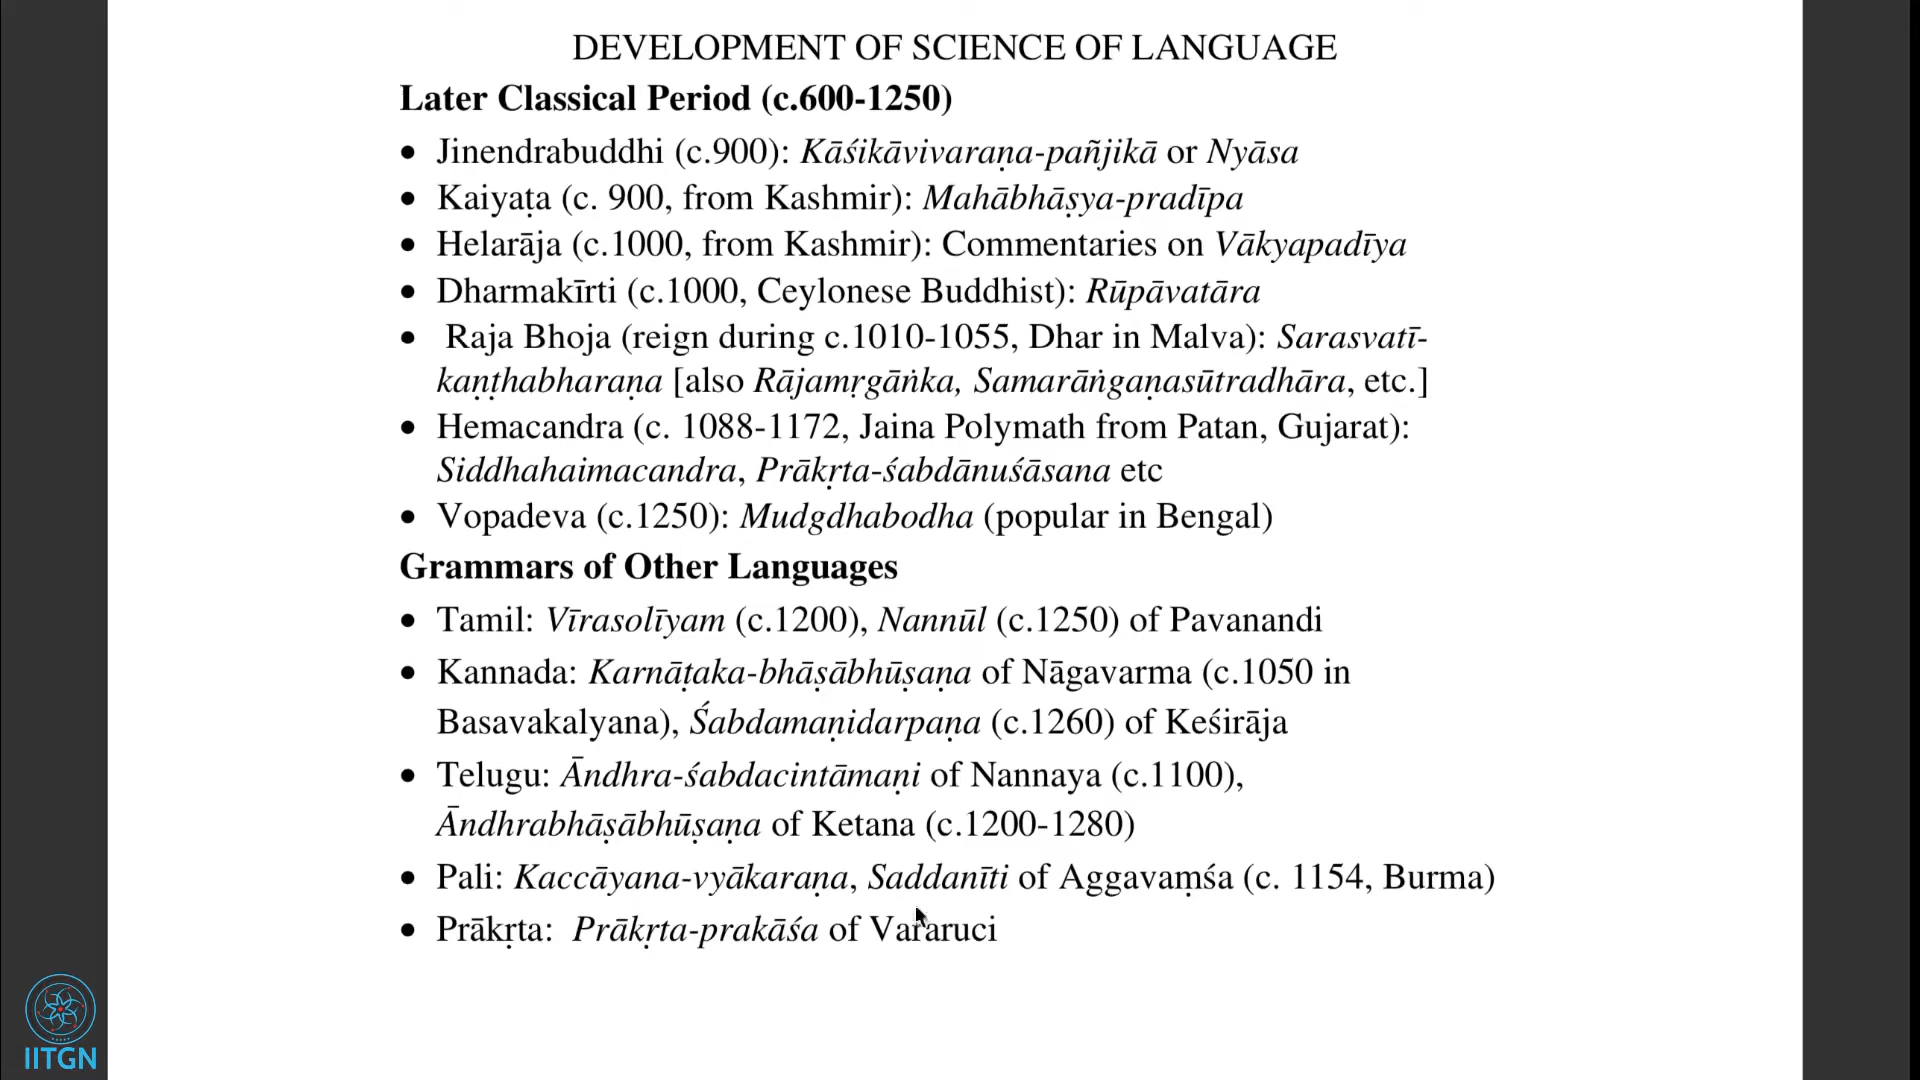 DEVELOPMENT OF SCIENCE OF LANGUAGE
Later Classical Period (c.600-1250)
• Jinendrabuddhi (c.900): Kāśikāvivaraṇa-pañjikā or Nyāsa
• Kaiyaṭa (c. 900, from Kashmir): Mahābhāṣya-pradīpa
• Helarāja (c.1000, from Kashmir): Commentaries on Vākyapadīya
• Dharmakīrti (c.1000, Ceylonese Buddhist): Rūpāvatāra
• Raja Bhoja (reign during c.1010-1055, Dhar in Malva): Sarasvatī-
kaṇṭhabharaṇa [also Rājamṛgāṅka, Samarāṅgaṇasūtradhāra, etc.]
• Hemacandra (c. 1088-1172, Jaina Polymath from Patan, Gujarat):
Siddhahaimacandra, Prākṛta-śabdānuśāsana etc
• Vopadeva (c.1250): Mudgdhabodha (popular in Bengal)
Grammars of Other Languages
• Tamil: Vīrasolīyam (c.1200), Nannūl (c.1250) of Pavanandi
• Kannada: Karnāṭaka-bhāṣābhūṣaṇa of Nāgavarma (c.1050 in
Basavakalyana), Śabdamaṇidarpaṇa (c.1260) of Keśirāja
• Telugu: Āndhra-śabdacintāmaṇi of Nannaya (c.1100),
Āndhrabhāṣābhūṣaṇa of Ketana (c.1200-1280)
• Pali: Kaccāyana-vyākaraṇa, Saddanīti of Aggavaṃśa (c. 1154, Burma)
• Prākṛta: Prākṛta-prakāśa of Vararuci
IITGN